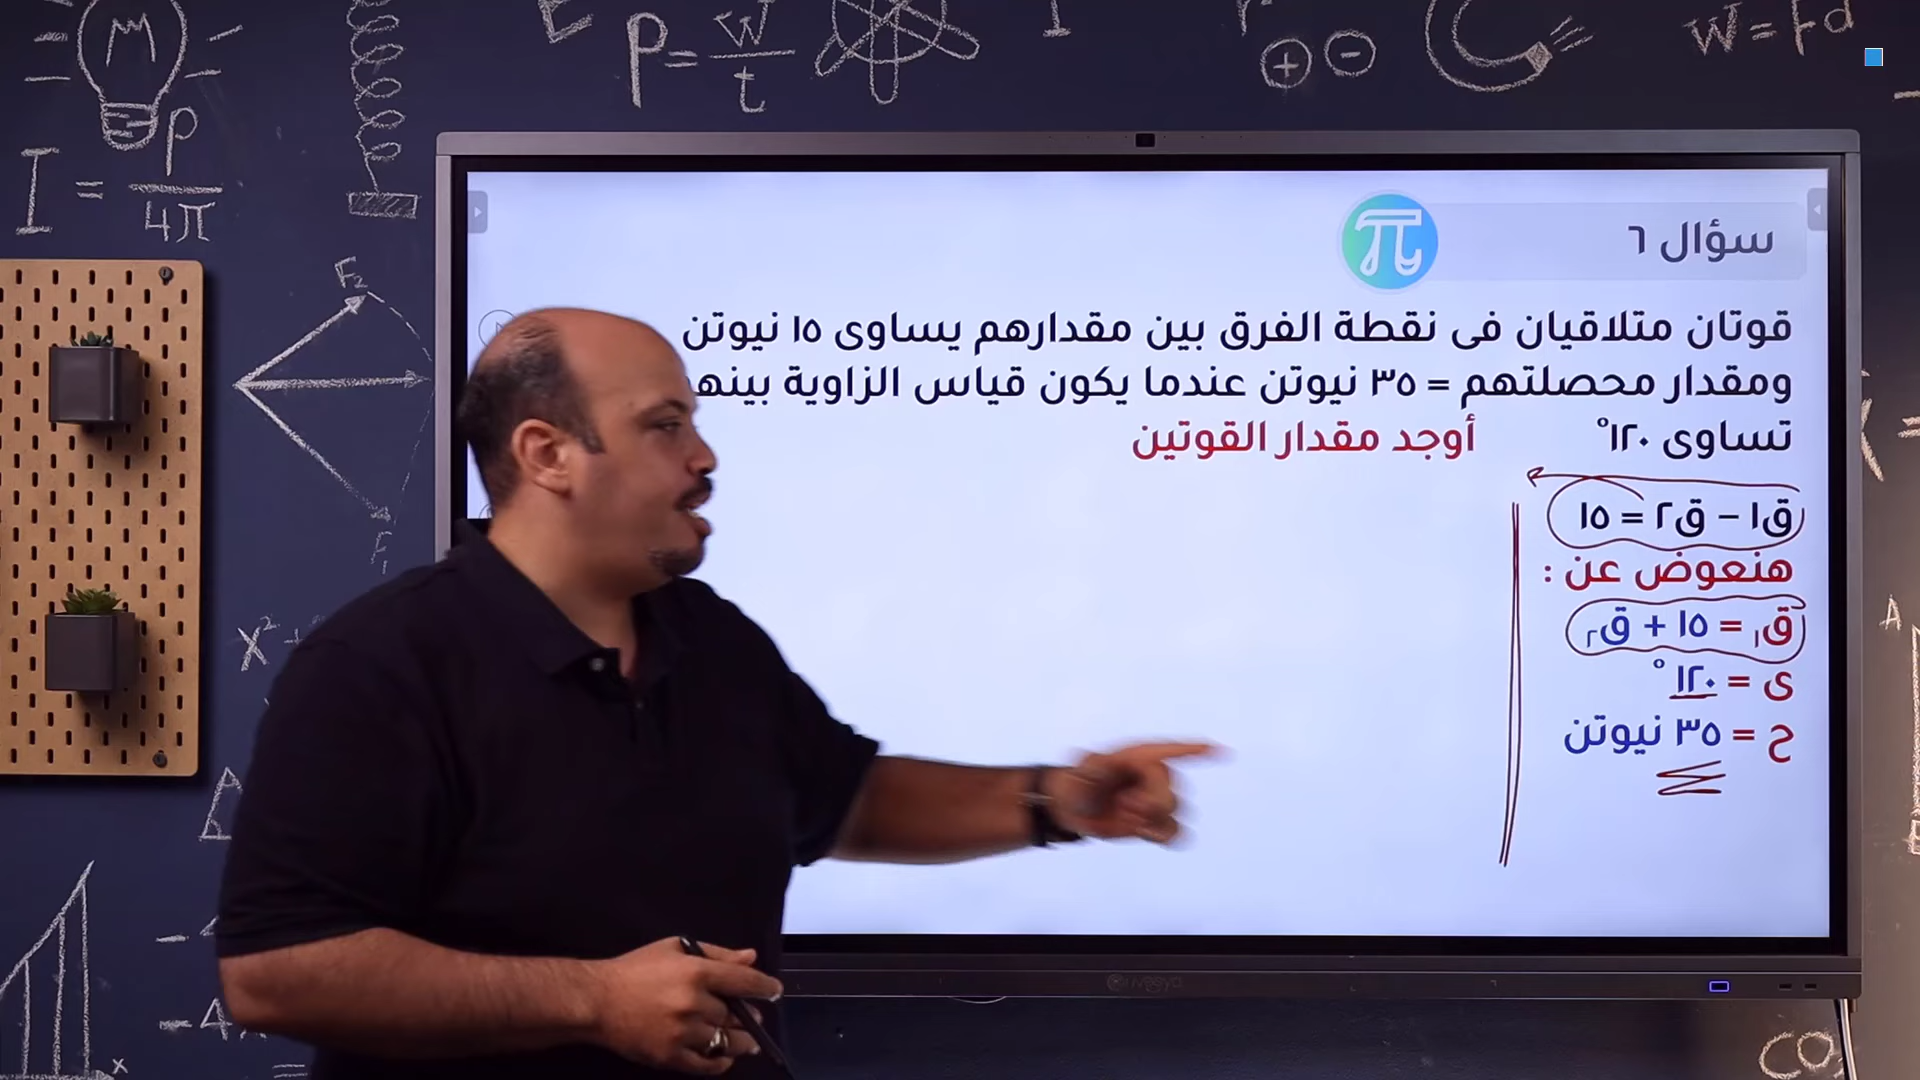 E
P = W/t
I
W = Fd
I = P/4π
F₂
F
x²
A
x
سؤال ٦
قوتان متلاقيان فى نقطة الفرق بين مقدارهم يساوى ١٥ نيوتن
ومقدار محصلتهم = ٣٥ نيوتن عندما يكون قياس الزاوية
تساوى ١٢٠° أوجد مقدار القوتين
ق١ – ق٢ = ١٥
هنعوض عن :
ق١ = ١٥ + ق٢
ى = ١٢٠°
ح = ٣٥ نيوتن
A